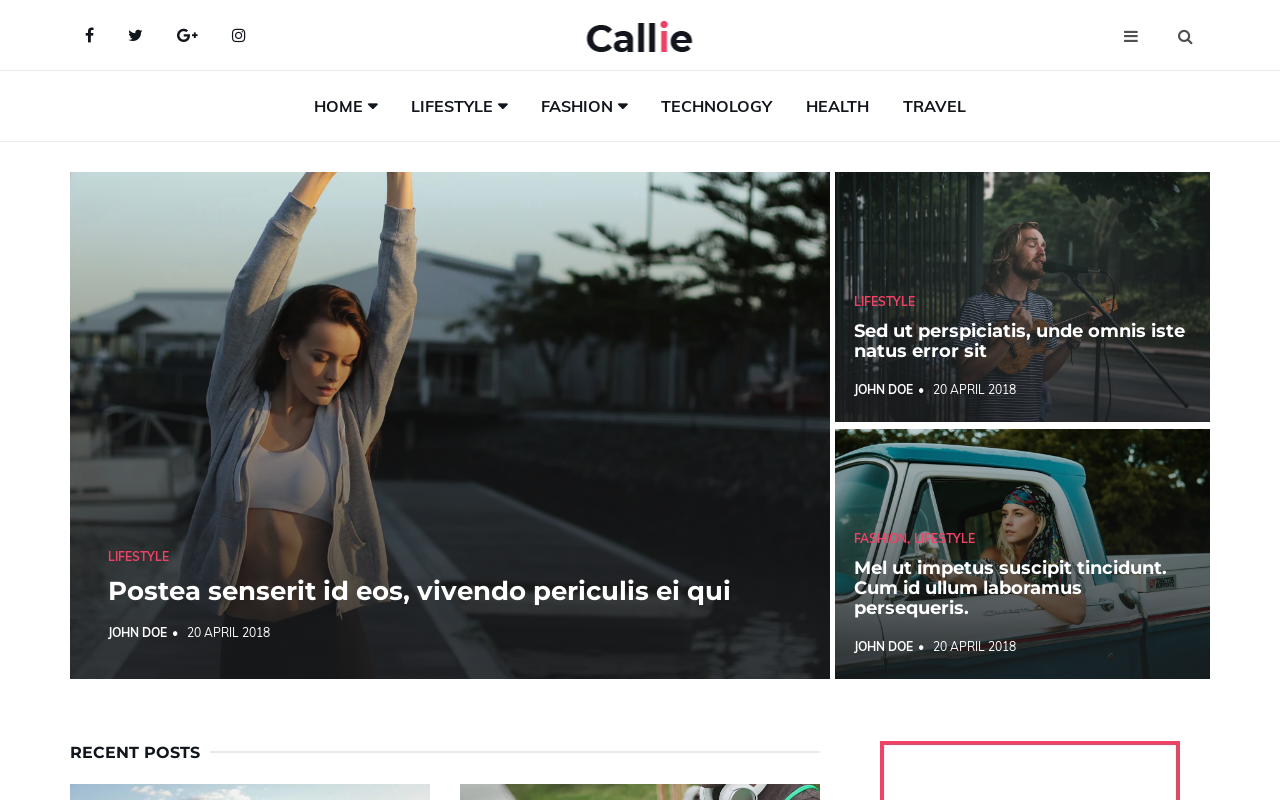 Callie
HOME
LIFESTYLE
FASHION
TECHNOLOGY
HEALTH
TRAVEL
LIFESTYLE
Postea senserit id eos, vivendo periculis ei qui
JOHN DOE • 20 APRIL 2018
LIFESTYLE
Sed ut perspiciatis, unde omnis iste
natus error sit
JOHN DOE • 20 APRIL 2018
FASHION, LIFESTYLE
Mel ut impetus suscipit tincidunt.
Cum id ullum laboramus
persequeris.
JOHN DOE • 20 APRIL 2018
RECENT POSTS